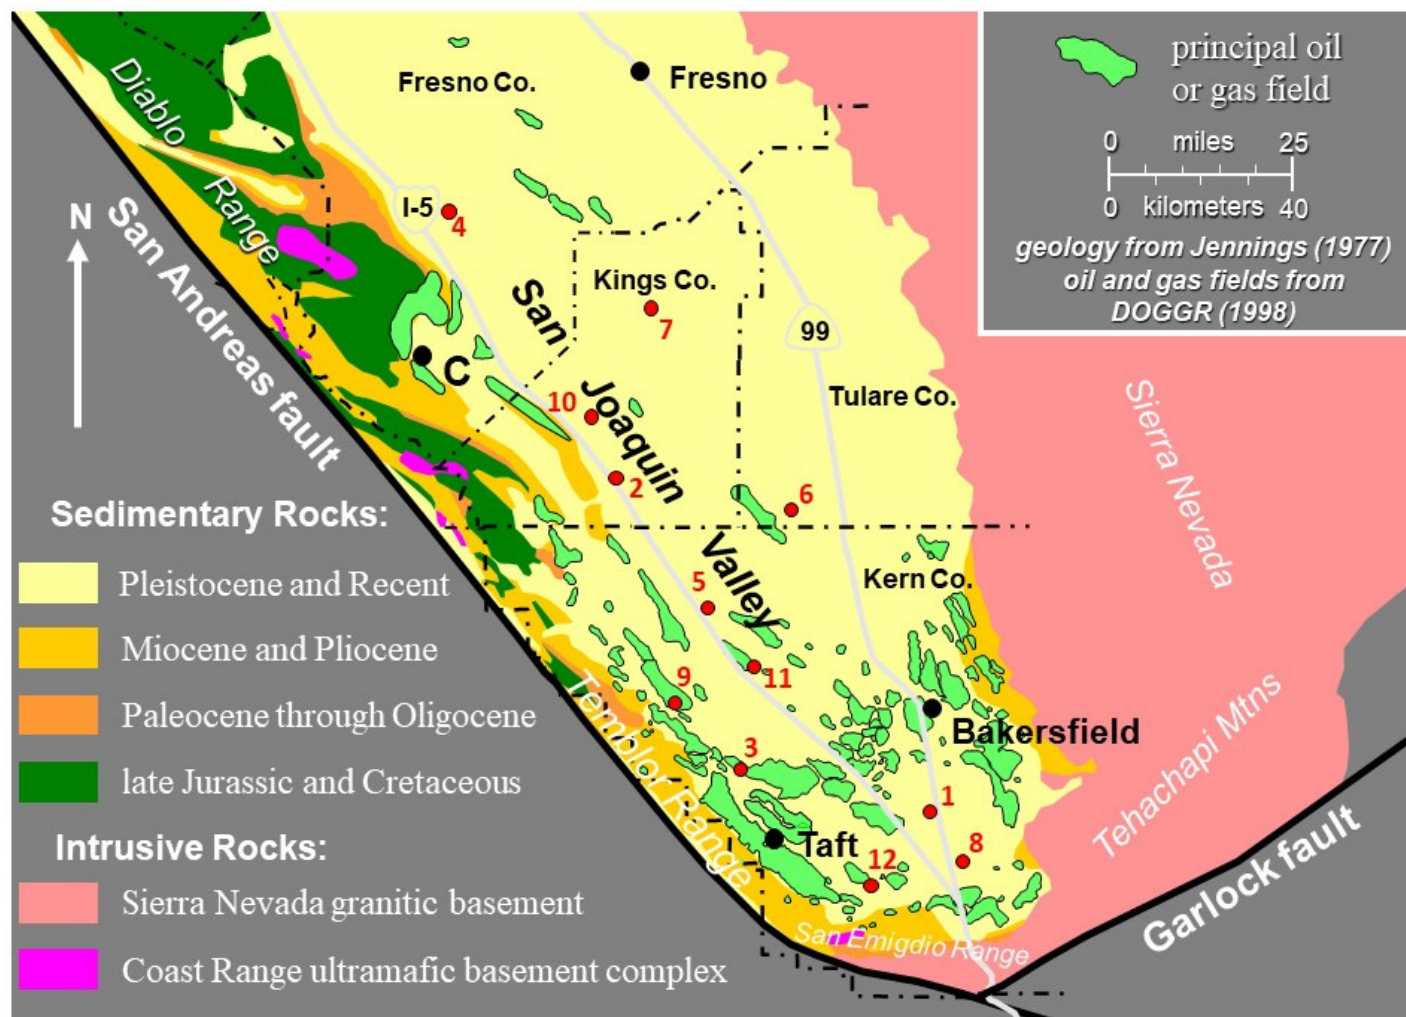 Fresno Co.
Fresno
principal oil
or gas field
0 miles 25
0 kilometers 40
geology from Jennings (1977)
oil and gas fields from
DOGGR (1998)
Diablo
Range
N
San Andreas fault
I-5
4
San
Joaquin
Valley
Kings Co.
7
99
C
10
Tulare Co.
Sierra Nevada
2
6
Sedimentary Rocks:
Pleistocene and Recent
Miocene and Pliocene
Paleocene through Oligocene
late Jurassic and Cretaceous
Intrusive Rocks:
Sierra Nevada granitic basement
Coast Range ultramafic basement complex
Kern Co.
5
9
11
Temblor Range
Bakersfield
Tehachapi Mtns
3
1
Taft
12
8
Garlock fault
San Emigdio Range